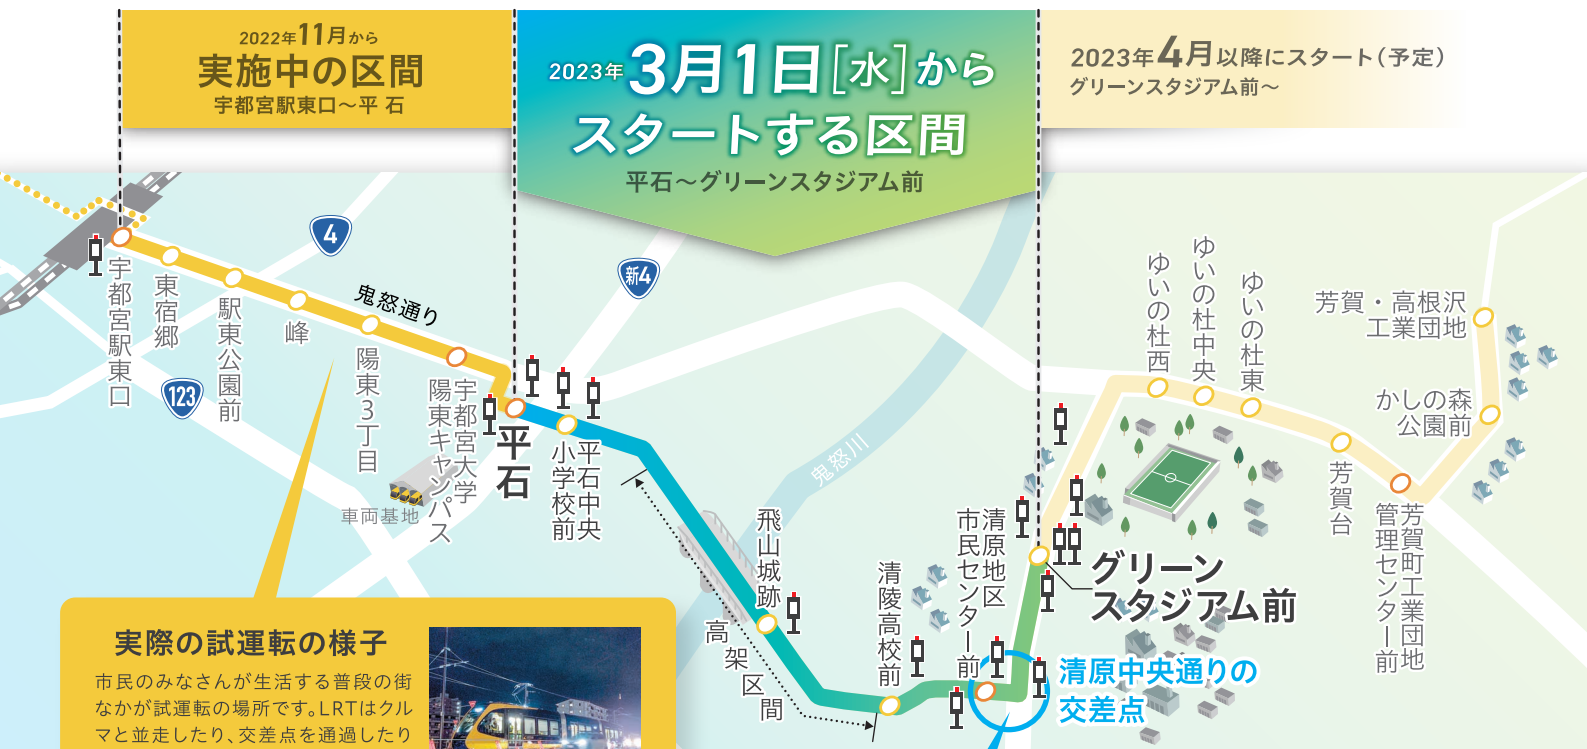 2022年11月から
実施中の区間
宇都宮駅東口〜平 石
2023年3月1日[水]から
スタートする区間
平石〜グリーンスタジアム前
2023年4月以降にスタート(予定)
グリーンスタジアム前〜
4
新4
123
鬼怒通り
宇都宮駅東口
東宿郷
駅東公園前
峰
陽東3丁目
宇都宮大学
陽東キャンパス
平石
平石中央
小学校前
車両基地
鬼怒川
飛山城跡
高架区間
清陵高校前
清原地区
市民センター前
グリーン
スタジアム前
清原中央通りの
交差点
ゆいの杜西
ゆいの杜中央
ゆいの杜東
芳賀台
芳賀町工業団地
管理センター前
かしの森
公園前
芳賀・高根沢
工業団地
実際の試運転の様子
市民のみなさんが生活する普段の街
なかが試運転の場所です。LRTはクル
マと並走したり、交差点を通過したり